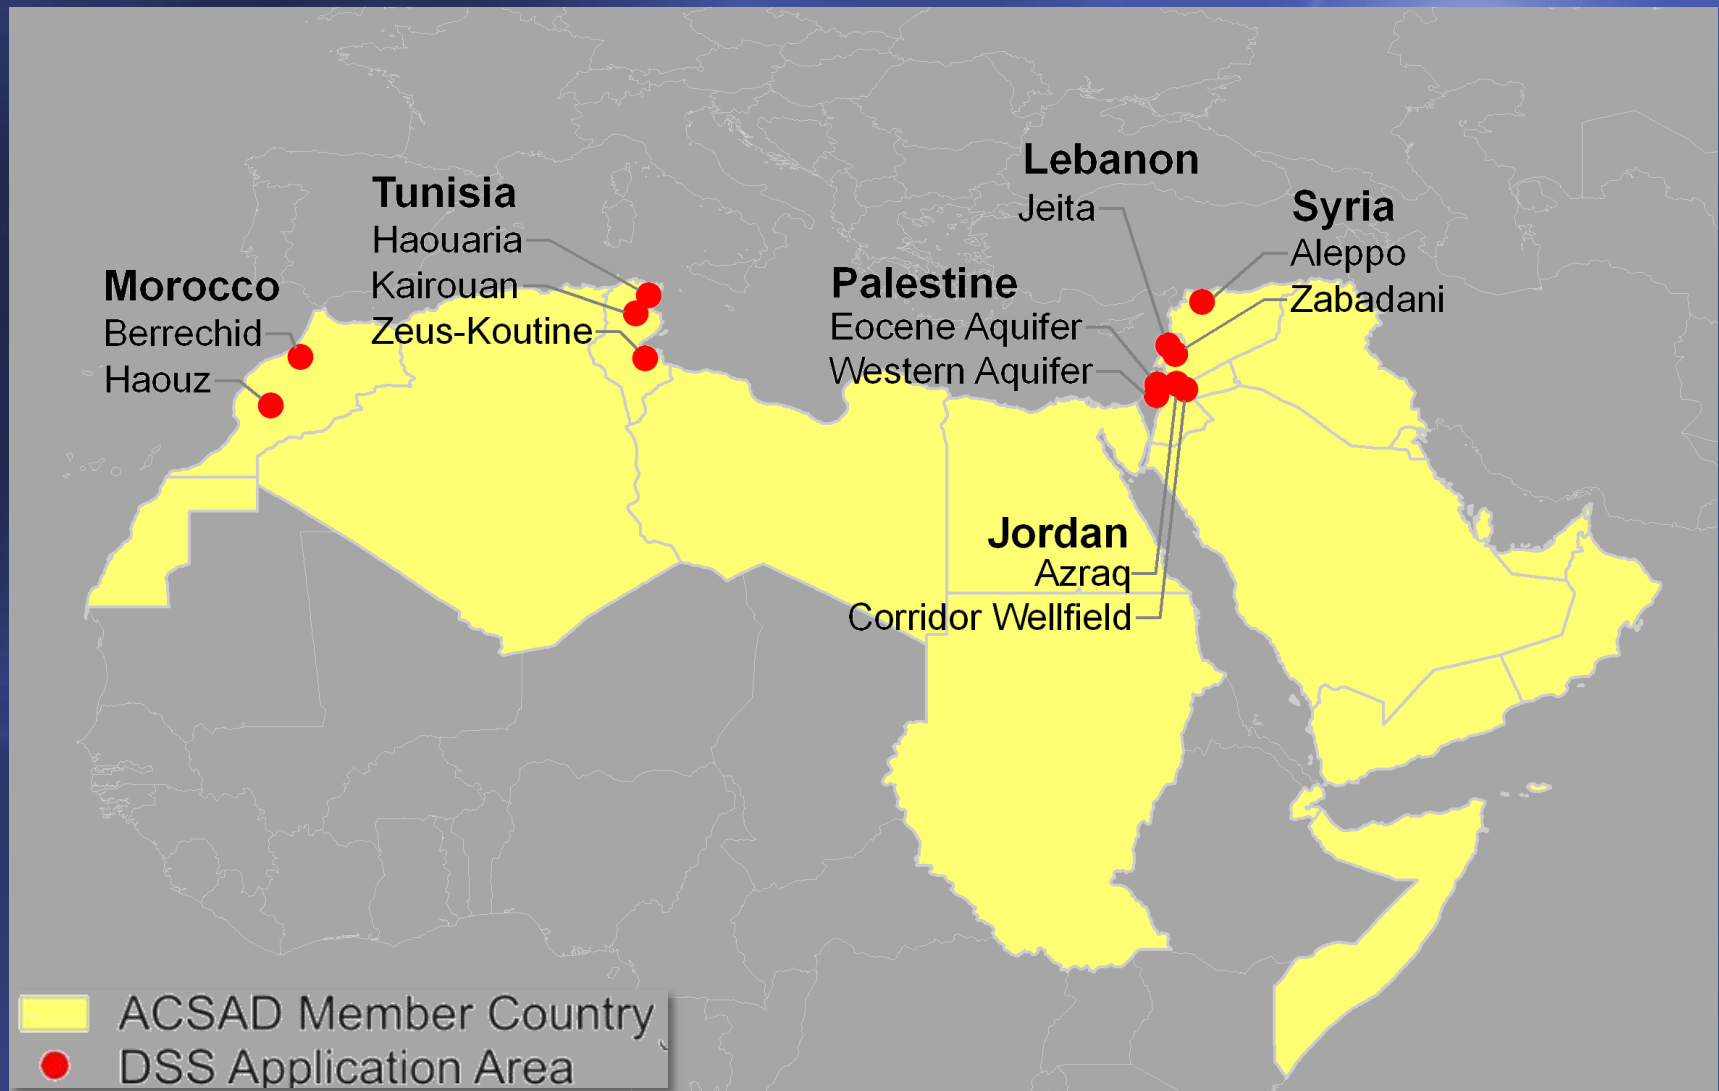 Tunisia
Haouaria
Kairouan
Zeus-Koutine
Morocco
Berrechid
Haouz
Lebanon
Jeita
Syria
Aleppo
Zabadani
Palestine
Eocene Aquifer
Western Aquifer
Jordan
Azraq
Corridor Wellfield
ACSAD Member Country
DSS Application Area